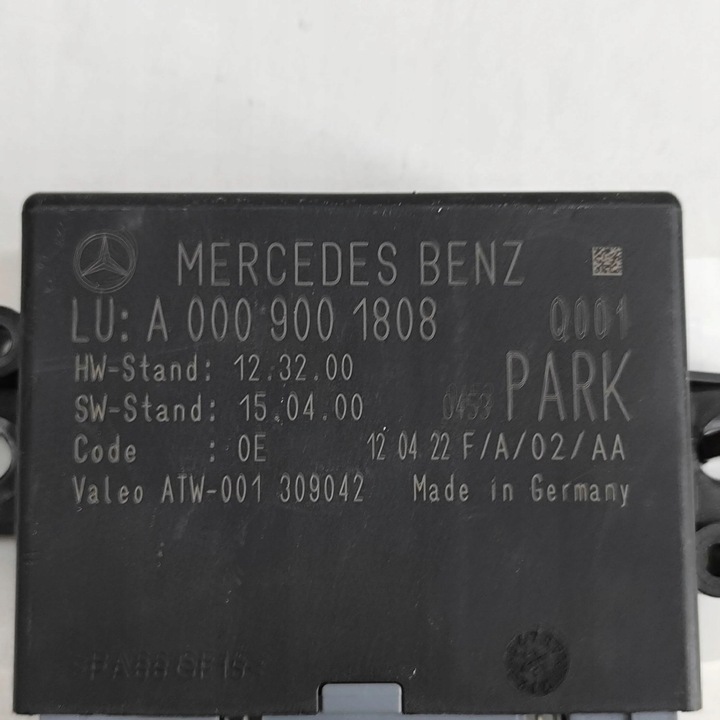 MERCEDES BENZ
LU: A 000 900 1808 Q001
HW-Stand: 12.32.00
SW-Stand: 15.04.00 0453 PARK
Code : 0E 12 04 22 F/A/02/AA
Valeo ATW-001 309042 Made in Germany